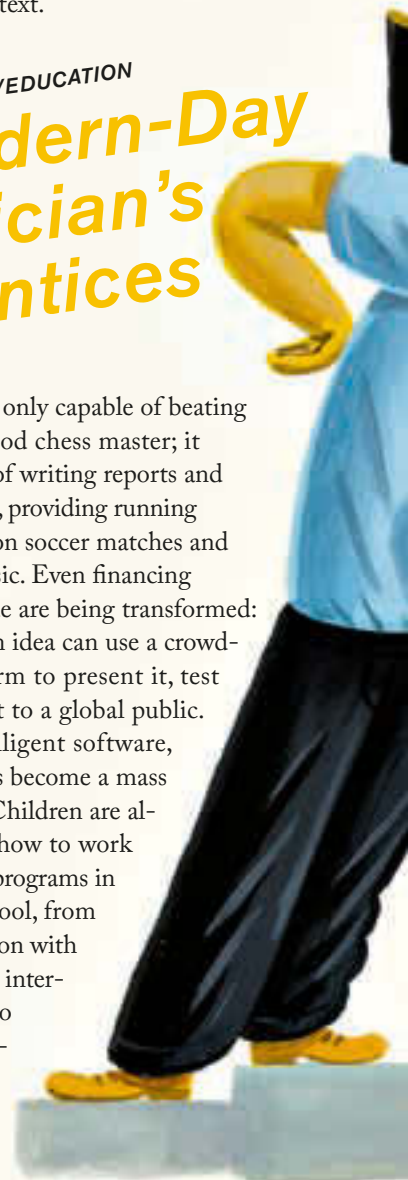 text.
/EDUCATION
dern-Day
ician’s
ntices
only capable of beating
od chess master; it
of writing reports and
, providing running
on soccer matches and
sic. Even financing
e are being transformed:
n idea can use a crowd-
rm to present it, test
t to a global public.
lligent software,
s become a mass
Children are al-
how to work
programs in
ool, from
on with
inter-
o
–